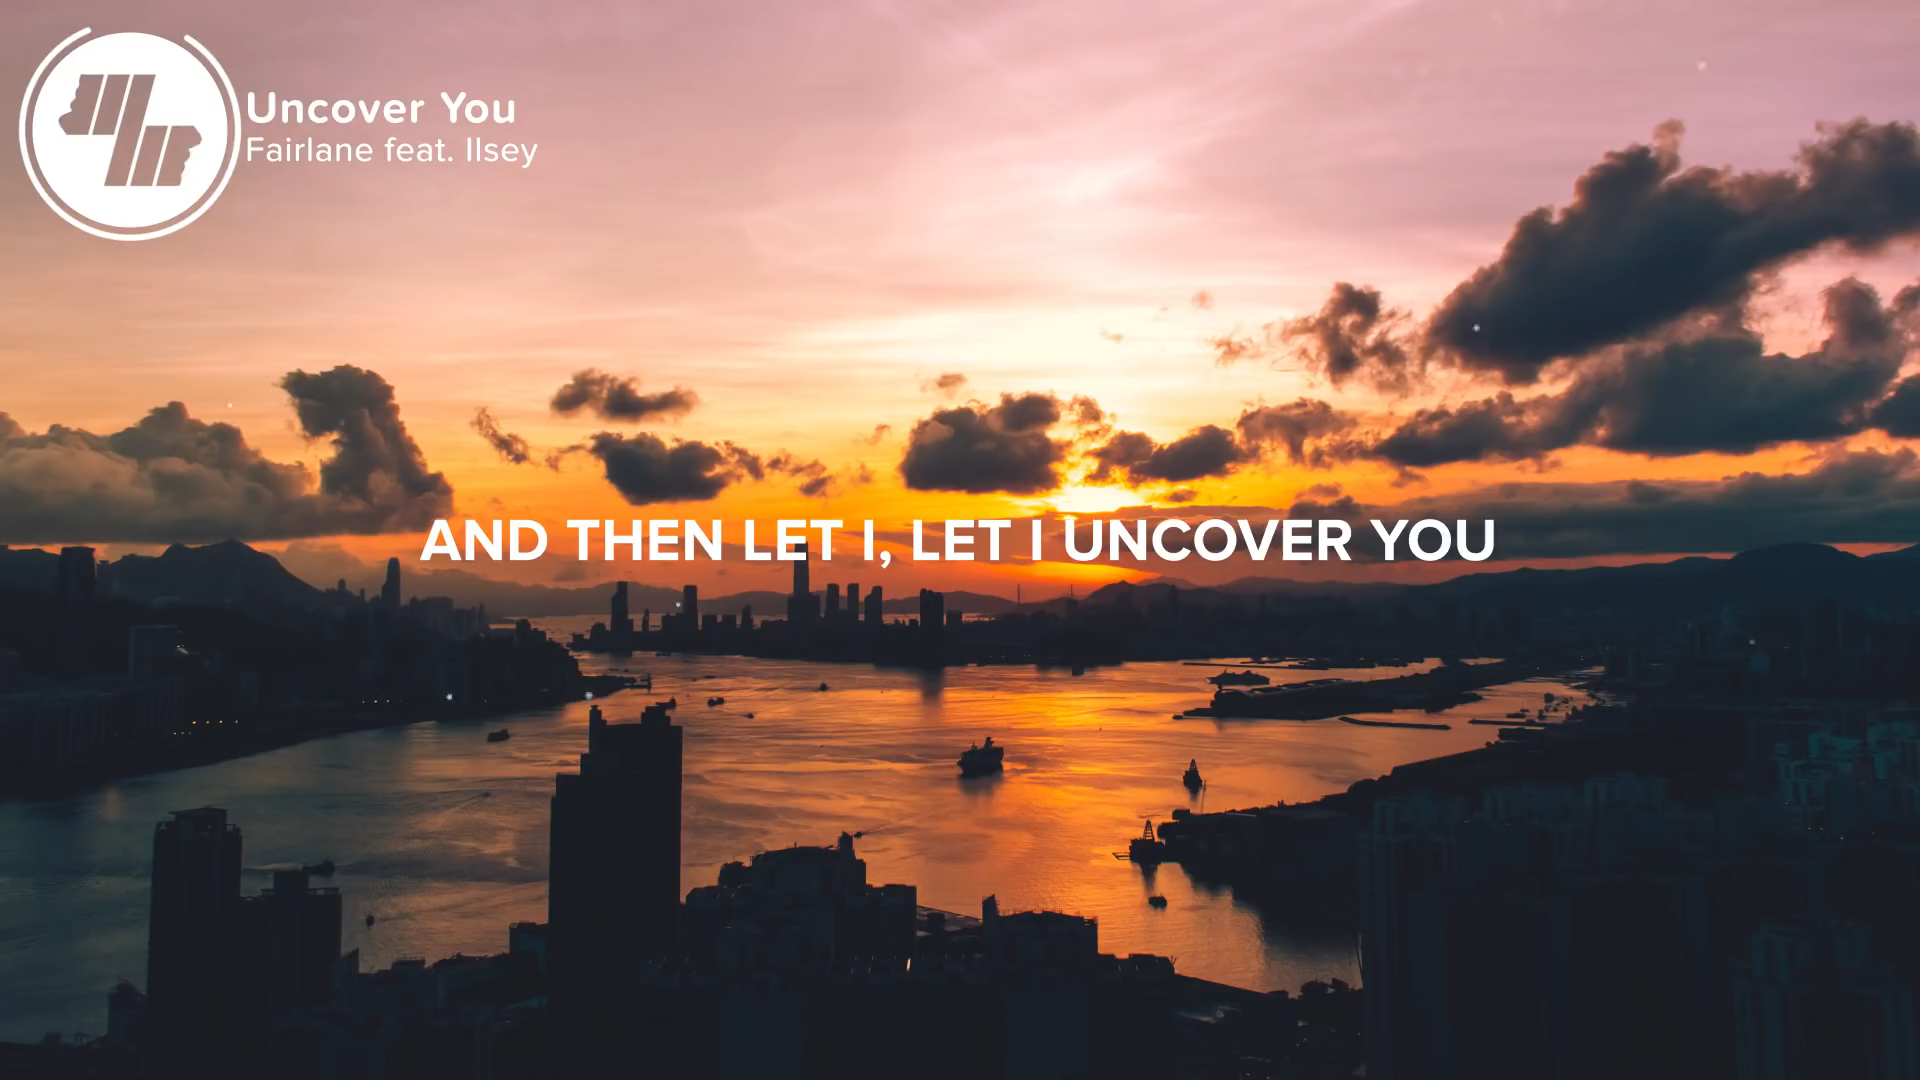 Uncover You
Fairlane feat. Ilsey
AND THEN LET I, LET I UNCOVER YOU